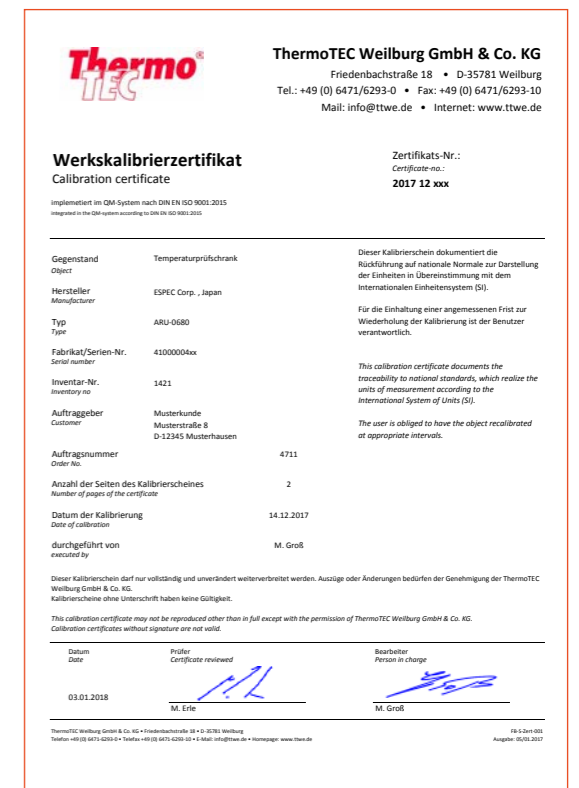 Thermo®
TEC
ThermoTEC Weilburg GmbH & Co. KG
Friedenbachstraße 18 • D-35781 Weilburg
Tel.: +49 (0) 6471/6293-0 • Fax: +49 (0) 6471/6293-10
Mail: info@ttwe.de • Internet: www.ttwe.de
Werkskalibrierzertifikat
Calibration certificate
implemetiert im QM-System nach DIN EN ISO 9001:2015
integrated in the QM-system according to DIN EN ISO 9001:2015
Zertifikats-Nr.:
Certificate-no.:
2017 12 xxx
Gegenstand Temperaturprüfschrank
Object
Hersteller ESPEC Corp. , Japan
Manufacturer
Typ ARU-0680
Type
Fabrikat/Serien-Nr. 41000004xx
Serial number
Inventar-Nr. 1421
Inventory no
Auftraggeber Musterkunde
Customer Musterstraße 8
D-12345 Musterhausen
Auftragsnummer 4711
Order No.
Anzahl der Seiten des Kalibrierscheines 2
Number of pages of the certificate
Datum der Kalibrierung 14.12.2017
Date of calibration
durchgeführt von M. Groß
executed by
Dieser Kalibrierschein dokumentiert die
Rückführung auf nationale Normale zur Darstellung
der Einheiten in Übereinstimmung mit dem
Internationalen Einheitensystem (SI).
Für die Einhaltung einer angemessenen Frist zur
Wiederholung der Kalibrierung ist der Benutzer
verantwortlich.
This calibration certificate documents the
traceability to national standards, which realize the
units of measurement according to the
International System of Units (SI).
The user is obliged to have the object recalibrated
at appropriate intervals.
Dieser Kalibrierschein darf nur vollständig und unverändert weiterverbreitet werden. Auszüge oder Änderungen bedürfen der Genehmigung der ThermoTEC
Weilburg GmbH & Co. KG.
Kalibrierscheine ohne Unterschrift haben keine Gültigkeit.
This calibration certificate may not be reproduced other than in full except with the permission of ThermoTEC Weilburg GmbH & Co. KG.
Calibration certificates without signature are not valid.
Datum Prüfer Bearbeiter
Date Certificate reviewed Person in charge
03.01.2018
M. Erle M. Groß
ThermoTEC Weilburg GmbH & Co. KG • Friedenbachstraße 18 • D-35781 Weilburg FB-S-Zert-001
Telefon +49 (0) 6471-6293-0 • Telefax +49 (0) 6471-6293-10 • E-Mail: info@ttwe.de • Homepage: www.ttwe.de Ausgabe: 05/01.2017